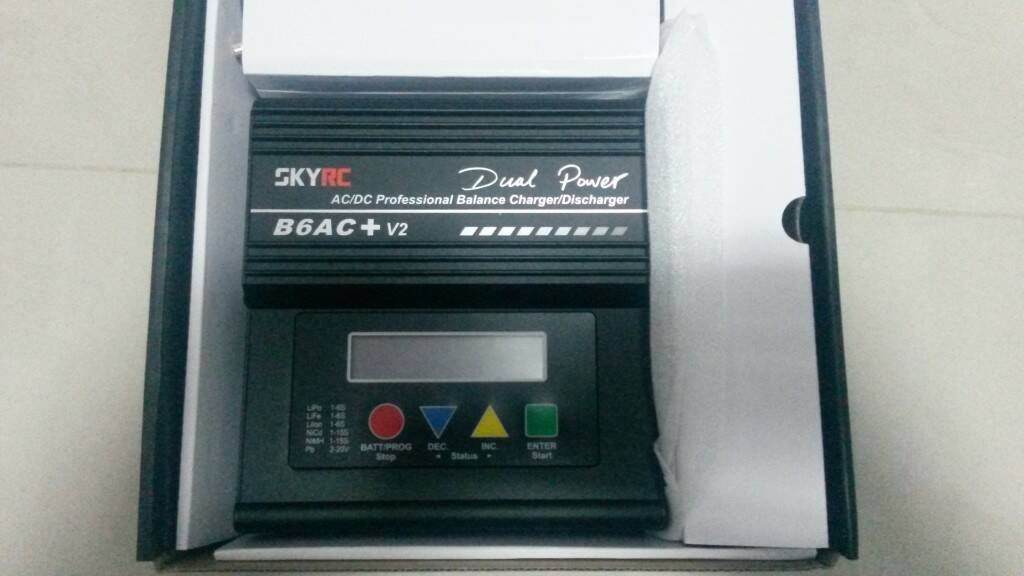 SKYRC
Dual Power
AC/DC Professional Balance Charger/Discharger
B6AC+ V2
LiPo 1-6S
LiFe 1-6S
LiIon 1-6S
NiCd 1-15S
NiMH 1-15S
Pb 2-20V
BATT/PROG
Stop
DEC.
INC.
◄ Status ►
ENTER
Start